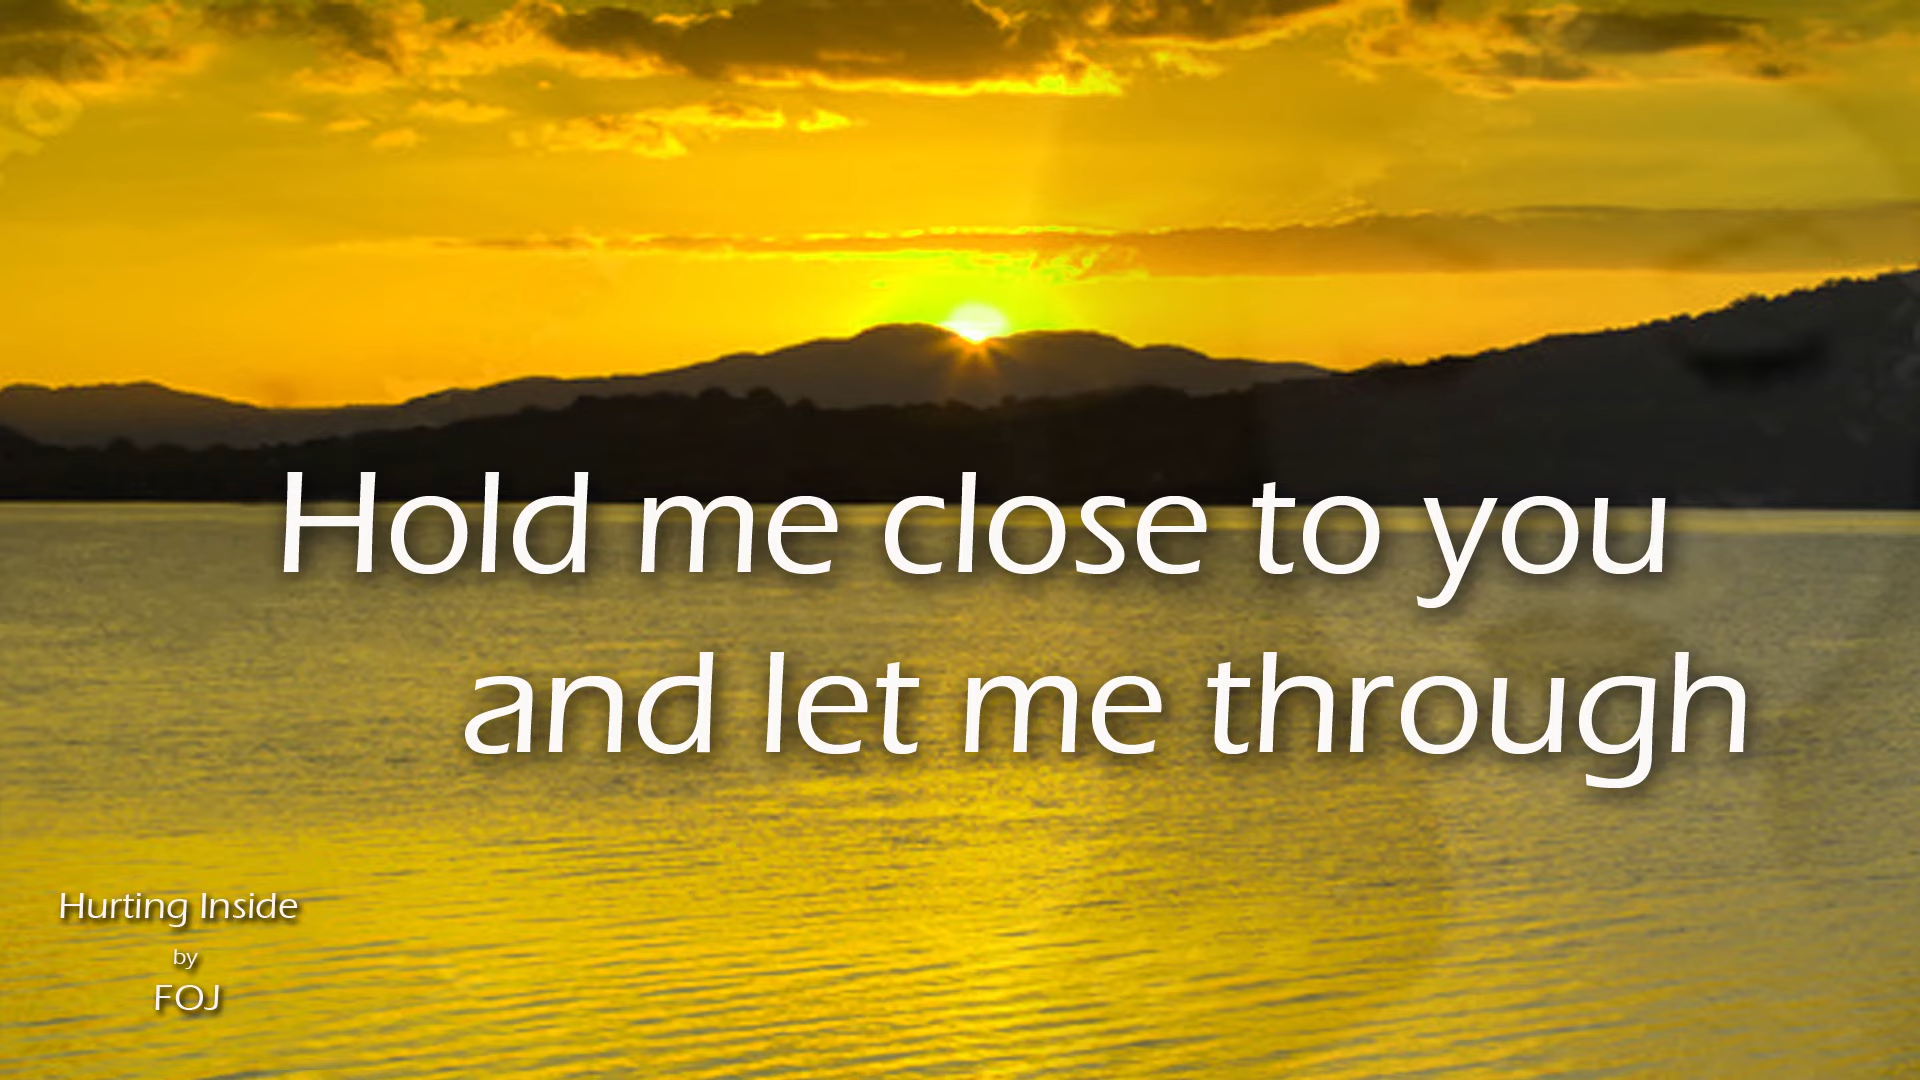 Hold me close to you
and let me through
Hurting Inside
by
FOJ